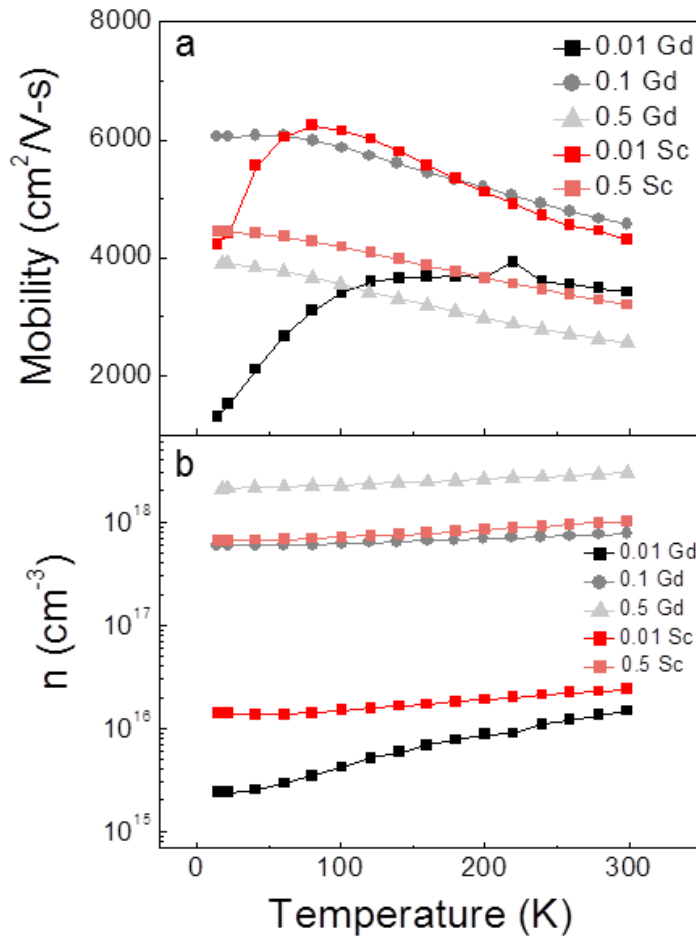 a
8000
6000
4000
2000
Mobility (cm²/V-s)
0.01 Gd
0.1 Gd
0.5 Gd
0.01 Sc
0.5 Sc
b
10¹⁸
10¹⁷
10¹⁶
10¹⁵
n (cm⁻³)
0.01 Gd
0.1 Gd
0.5 Gd
0.01 Sc
0.5 Sc
0 100 200 300
Temperature (K)